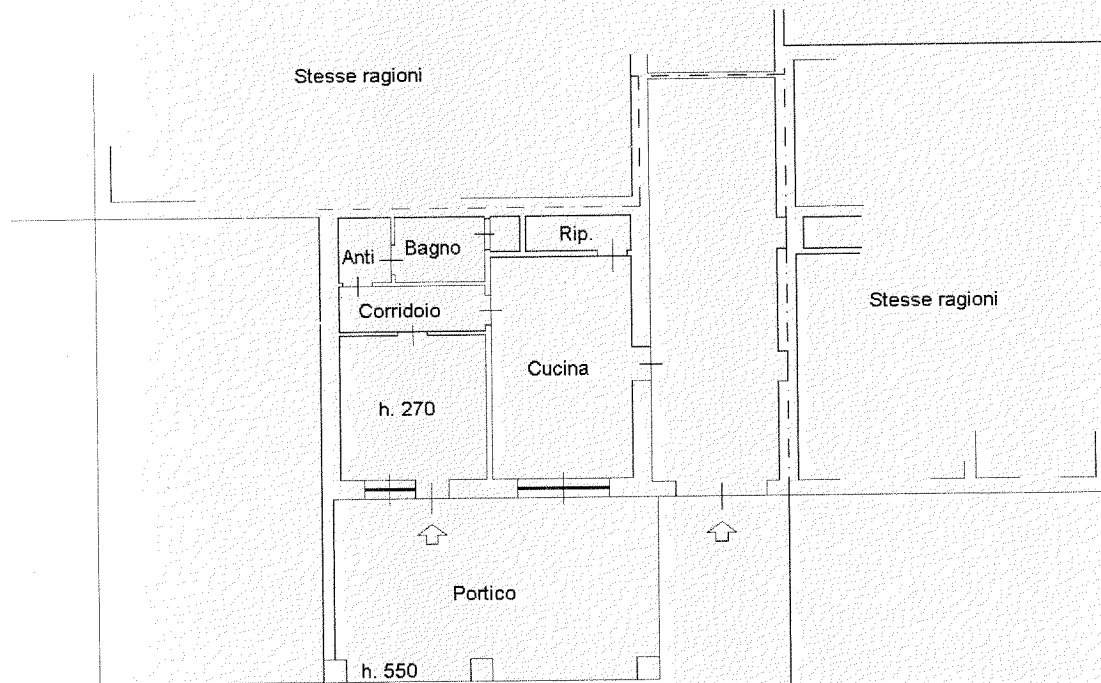 Stesse ragioni
Rip.
Bagno
Anti
Corridoio
Stesse ragioni
Cucina
h. 270
Portico
h. 550